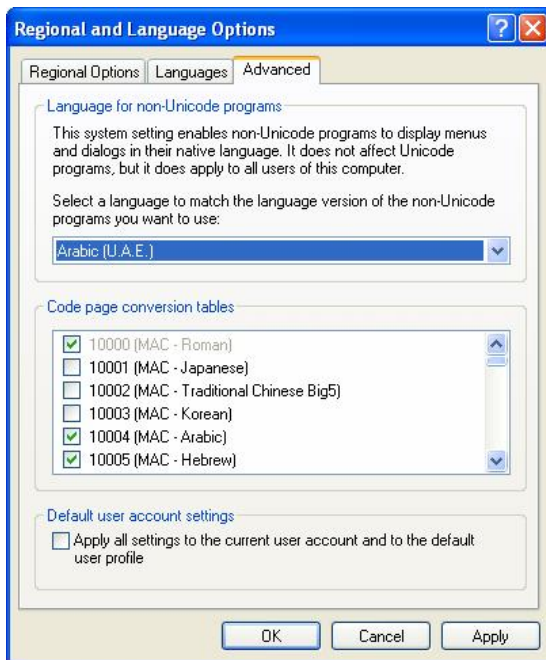 Regional and Language Options
Regional Options
Languages
Advanced
Language for non-Unicode programs
This system setting enables non-Unicode programs to display menus
and dialogs in their native language. It does not affect Unicode
programs, but it does apply to all users of this computer.
Select a language to match the language version of the non-Unicode
programs you want to use:
Arabic (U.A.E.)
Code page conversion tables
10000 (MAC - Roman)
10001 (MAC - Japanese)
10002 (MAC - Traditional Chinese Big5)
10003 (MAC - Korean)
10004 (MAC - Arabic)
10005 (MAC - Hebrew)
Default user account settings
Apply all settings to the current user account and to the default
user profile
OK
Cancel
Apply